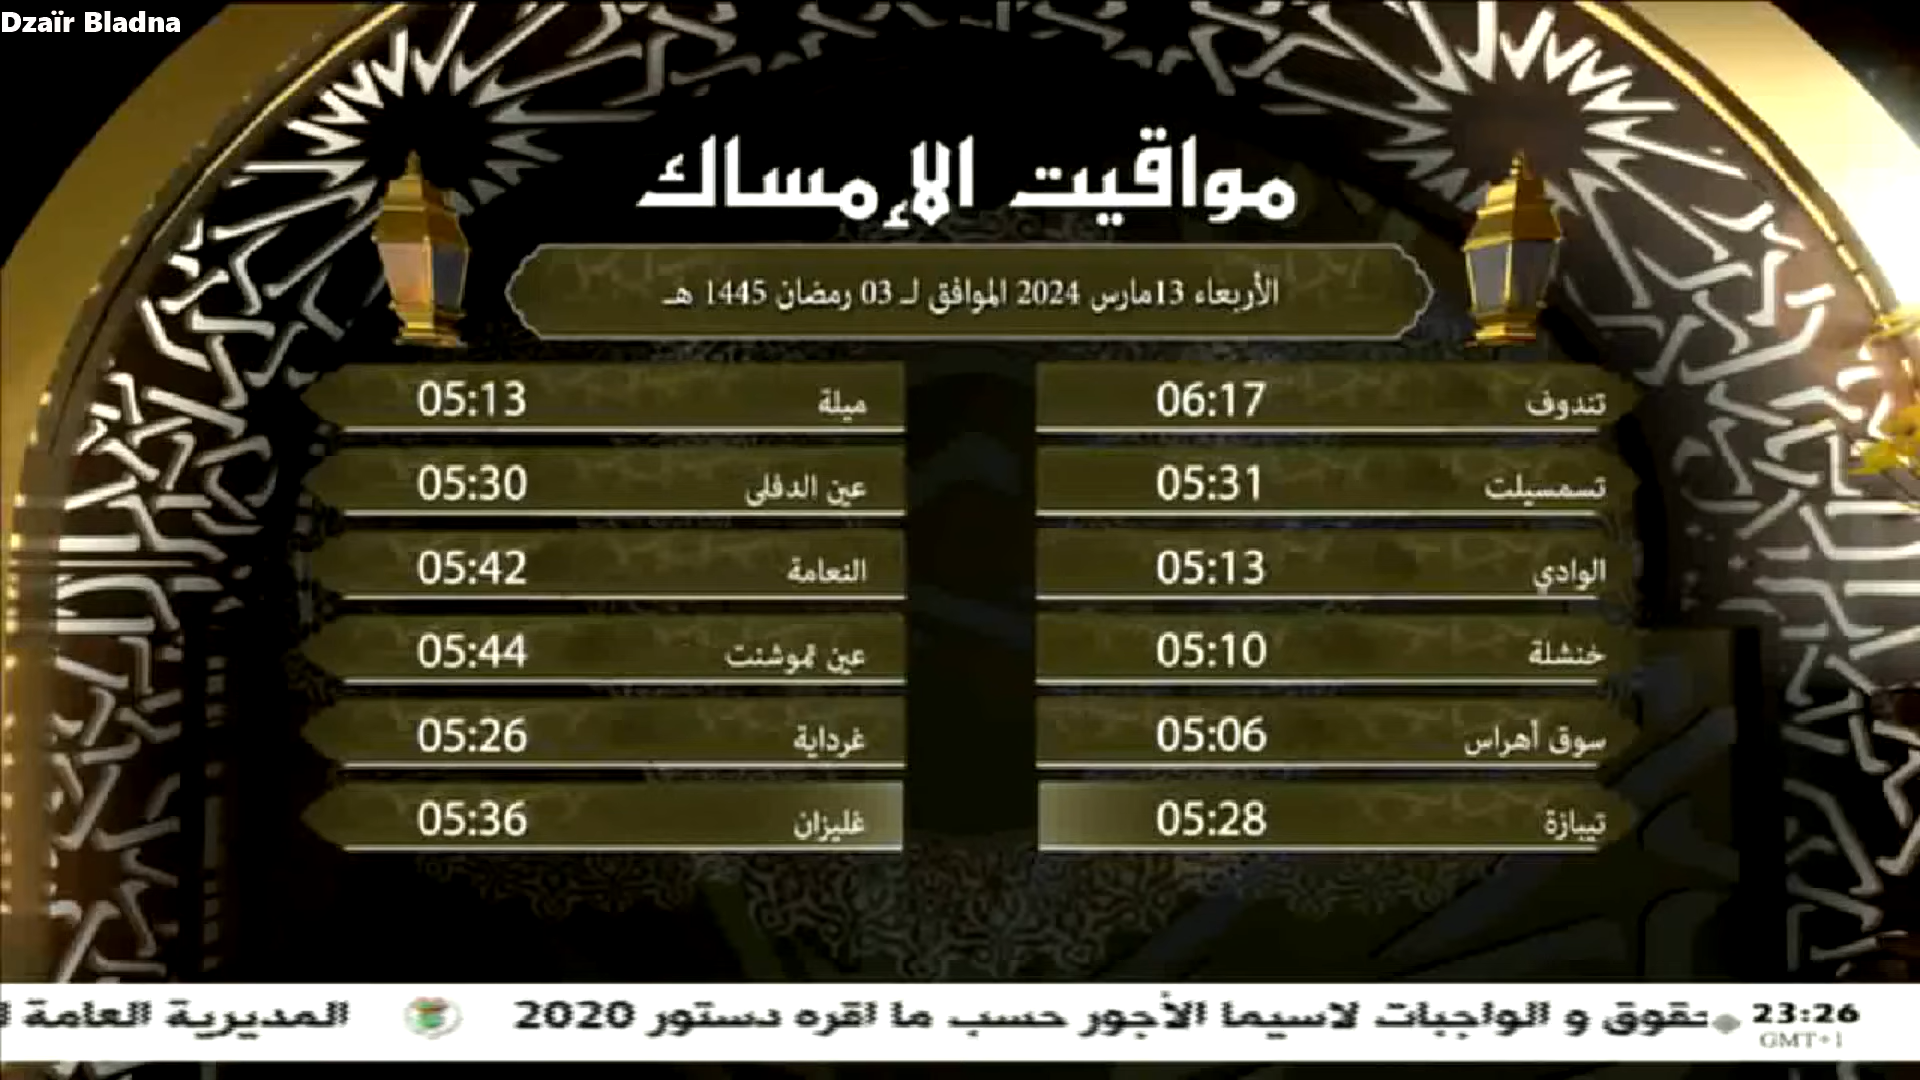 Dzaïr Bladna
مواقيت الإمساك
الأربعاء 13مارس 2024 الموافق لـ 03 رمضان 1445 هـ
تندوف 06:17
ميلة 05:13
تسمسيلت 05:31
عين الدفلى 05:30
الوادي 05:13
النعامة 05:42
خنشلة 05:10
عين تموشنت 05:44
سوق أهراس 05:06
غرداية 05:26
تيبازة 05:28
غليزان 05:36
23:26
GMT+1
و الواجبات لاسيما الأجور حسب ما اقره دستور 2020 المديرية العامة